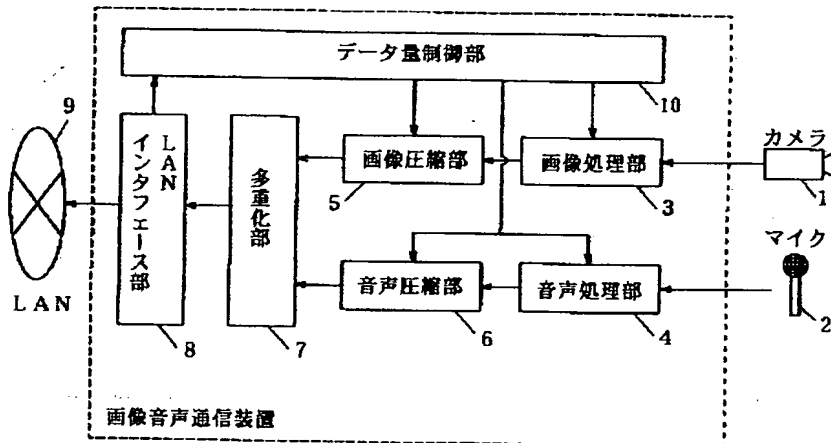 データ量制御部
10
9
LAN
8
LAN
インタフェース部
7
多重化部
5
画像圧縮部
3
画像処理部
カメラ
1
6
音声圧縮部
4
音声処理部
マイク
2
画像音声通信装置